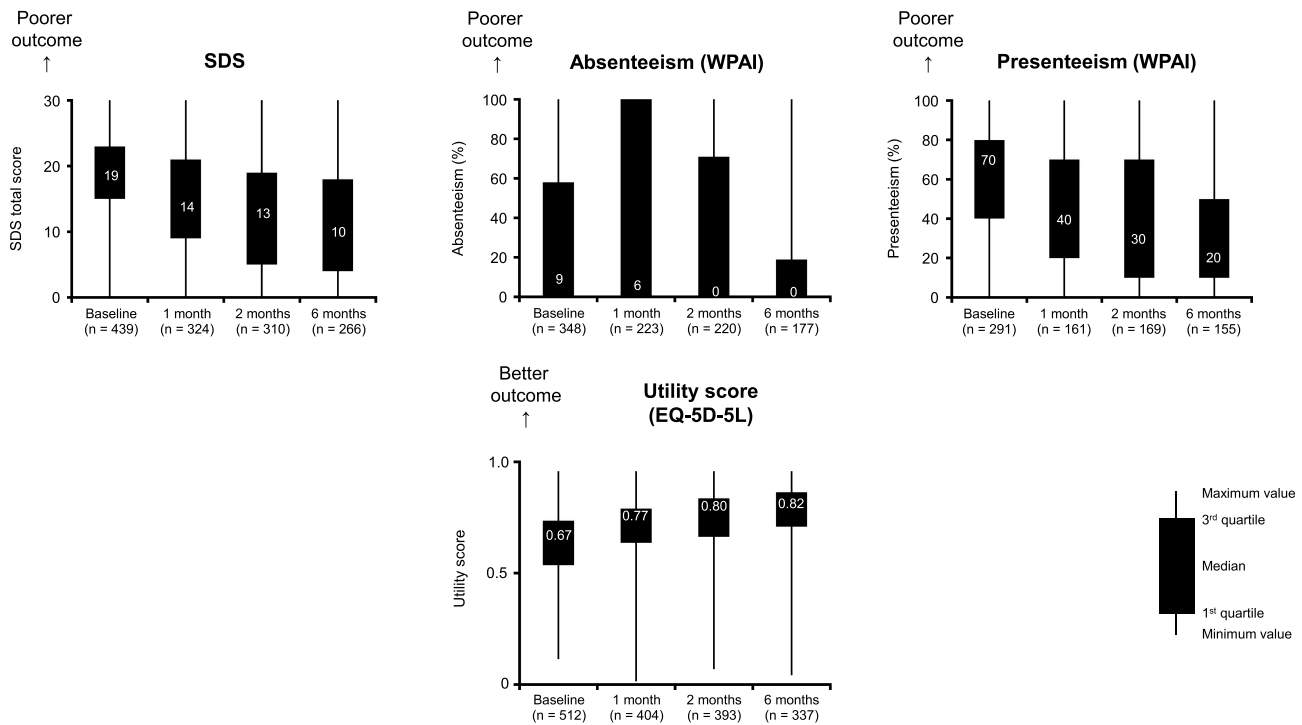 Poorer
outcome
↑
SDS
SDS total score
30
20
10
0
19
14
13
10
Baseline
(n = 439)
1 month
(n = 324)
2 months
(n = 310)
6 months
(n = 266)
Poorer
outcome
↑
Absenteeism (WPAI)
Absenteeism (%)
100
80
60
40
20
0
9
6
0
0
Baseline
(n = 348)
1 month
(n = 223)
2 months
(n = 220)
6 months
(n = 177)
Poorer
outcome
↑
Presenteeism (WPAI)
Presenteeism (%)
100
80
60
40
20
0
70
40
30
20
Baseline
(n = 291)
1 month
(n = 161)
2 months
(n = 169)
6 months
(n = 155)
Better
outcome
↑
Utility score
(EQ-5D-5L)
Utility score
1.0
0.5
0
0.67
0.77
0.80
0.82
Baseline
(n = 512)
1 month
(n = 404)
2 months
(n = 393)
6 months
(n = 337)
Maximum value
3rd quartile
Median
1st quartile
Minimum value